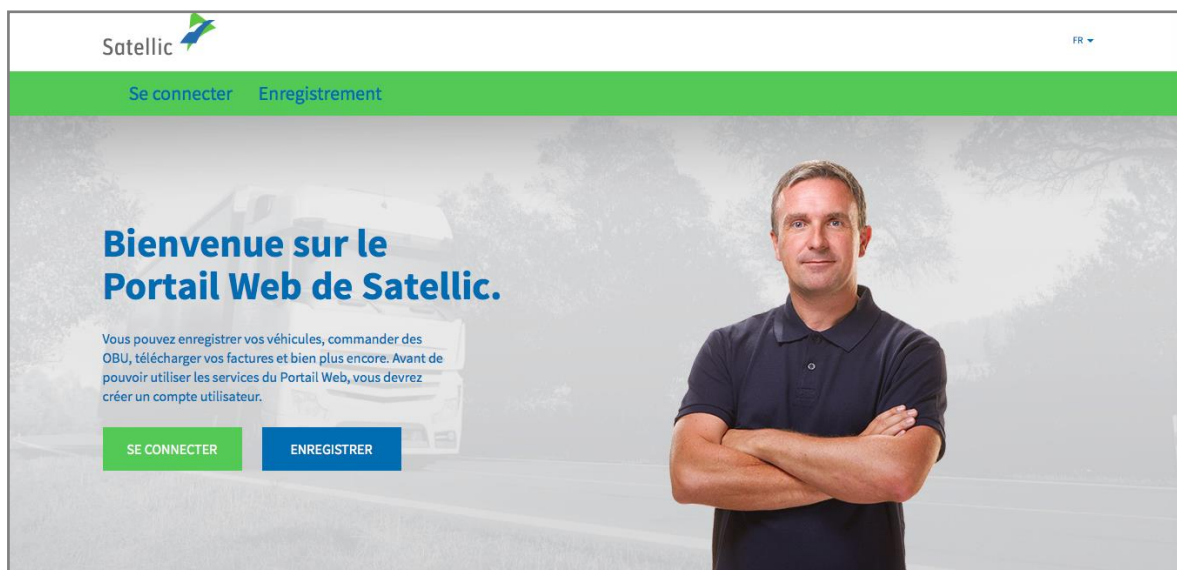 Satellic
FR
Se connecter Enregistrement
Bienvenue sur le
Portail Web de Satellic.
Vous pouvez enregistrer vos véhicules, commander des
OBU, télécharger vos factures et bien plus encore. Avant de
pouvoir utiliser les services du Portail Web, vous devrez
créer un compte utilisateur.
SE CONNECTER ENREGISTRER